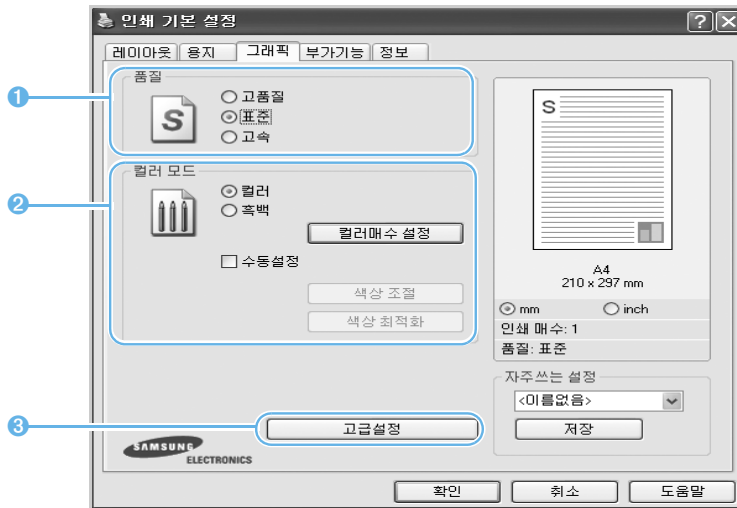 인쇄 기본 설정
레이아웃 용지 그래픽 부가기능 정보
1
품질
S
고품질
표준
고속
2
컬러 모드
컬러
흑백
컬러매수 설정
수동설정
색상 조절
색상 최적화
S
A4
210 x 297 mm
mm inch
인쇄 매수: 1
품질: 표준
자주쓰는 설정
<이름없음>
저장
3
고급설정
SAMSUNG
ELECTRONICS
확인 취소 도움말